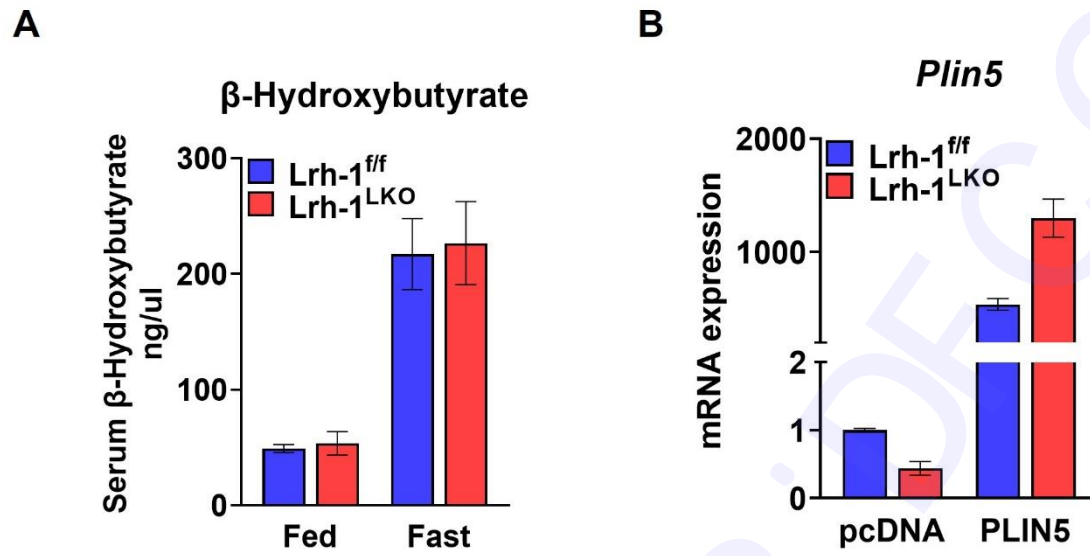 A
β-Hydroxybutyrate
Serum β-Hydroxybutyrate
ng/ul
300
200
100
0
Lrh-1f/f
Lrh-1LKO
Fed Fast
B
Plin5
mRNA expression
2000
1000
2
1
0
Lrh-1f/f
Lrh-1LKO
pcDNA PLIN5